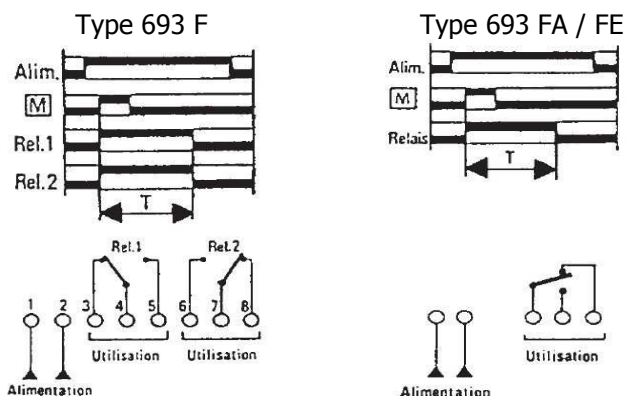 Type 693 F
Alim.
M
Rel.1
Rel.2
T
Rel.1
Rel.2
1 2 3 4 5 6 7 8
Utilisation
Utilisation
Alimentation
Type 693 FA / FE
Alim.
M
Relais
T
Utilisation
Alimentation